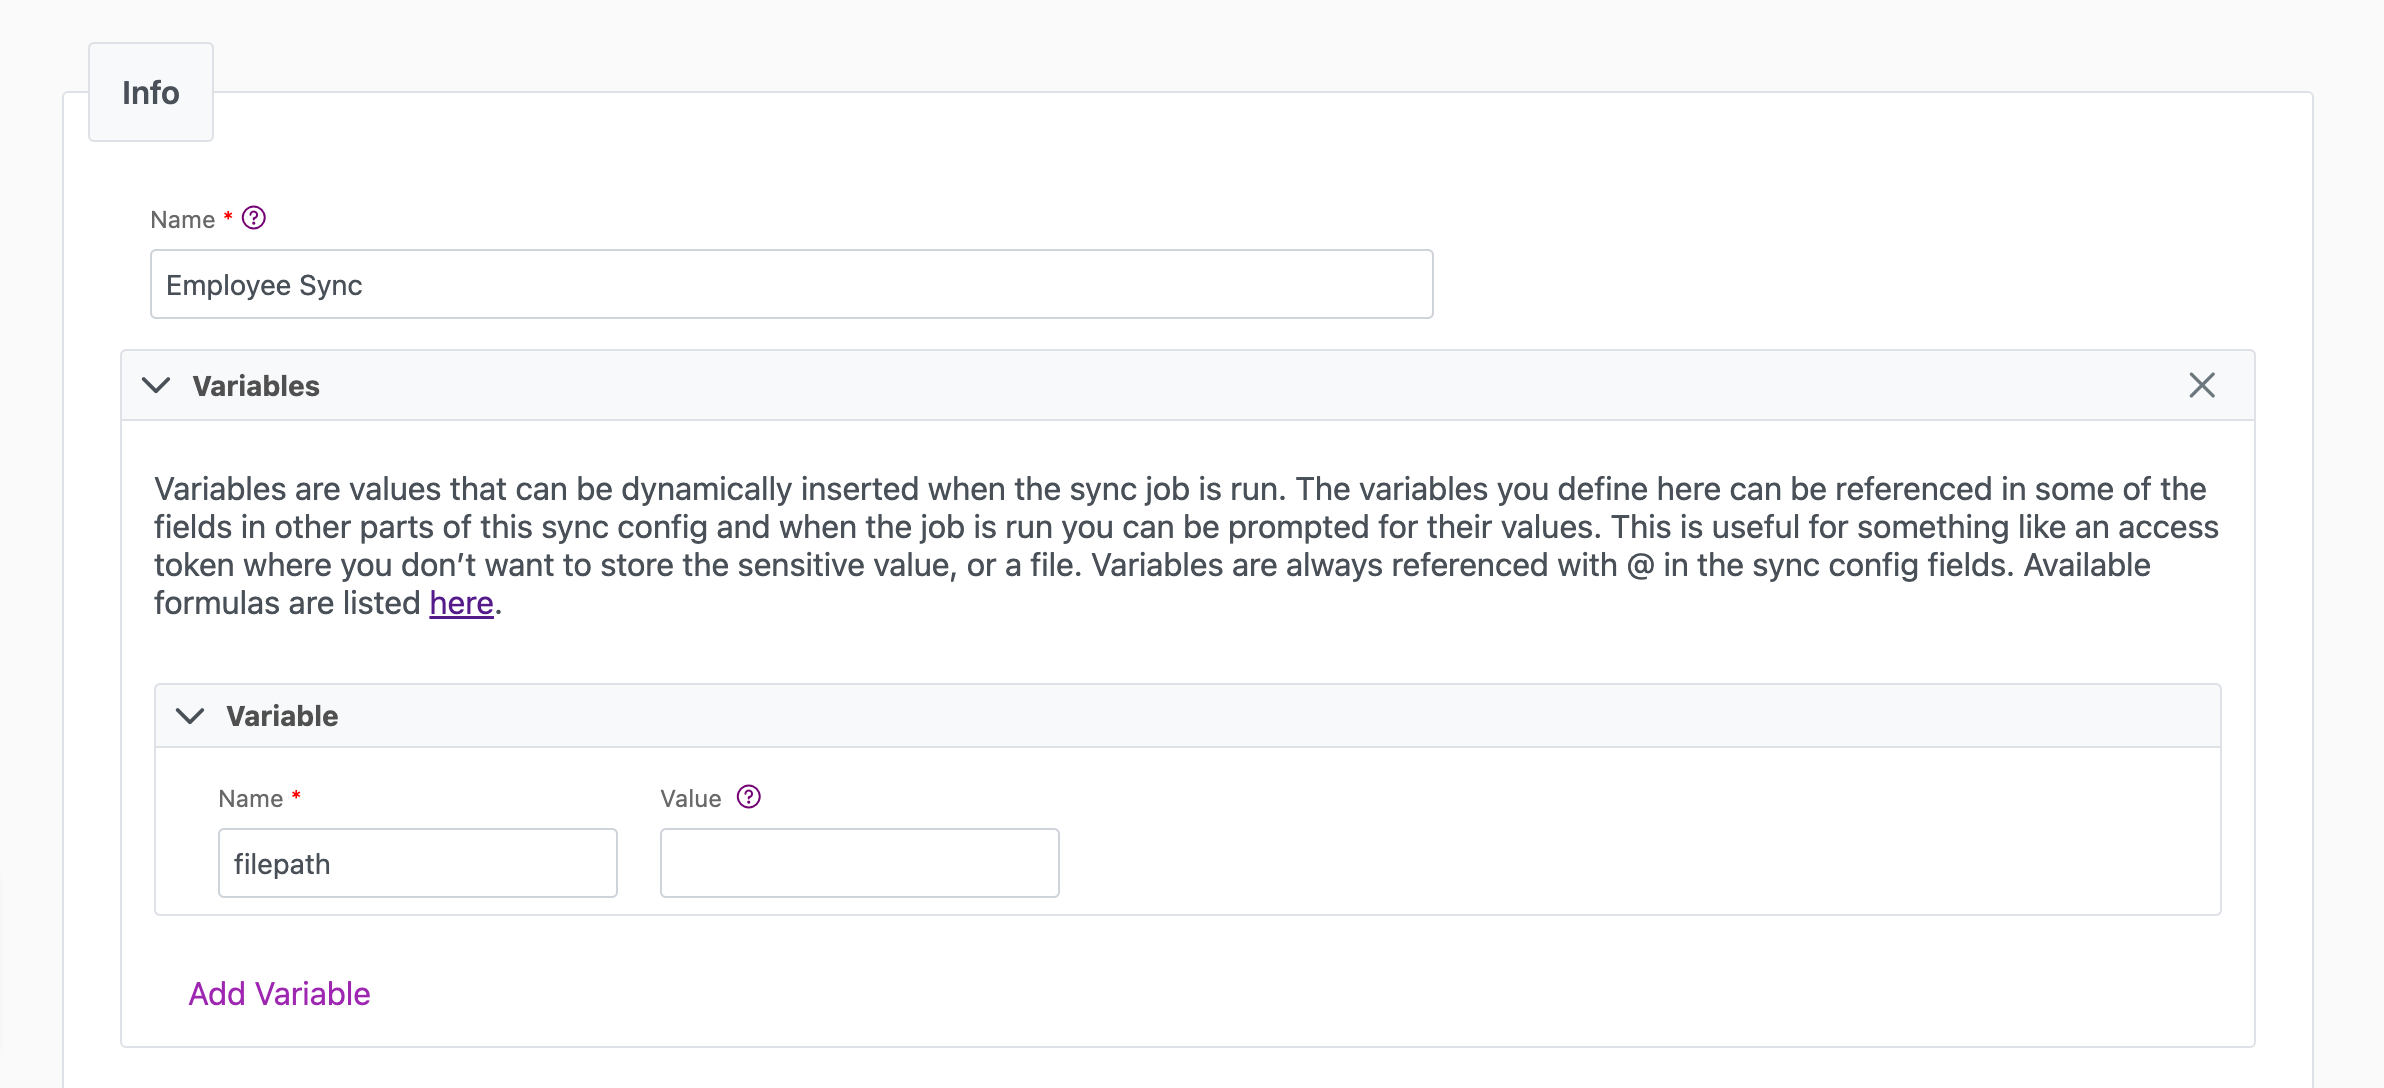 Info
Name *
Employee Sync
Variables
Variables are values that can be dynamically inserted when the sync job is run. The variables you define here can be referenced in some of the
fields in other parts of this sync config and when the job is run you can be prompted for their values. This is useful for something like an access
token where you don’t want to store the sensitive value, or a file. Variables are always referenced with @ in the sync config fields. Available
formulas are listed here.
Variable
Name * Value
filepath
Add Variable